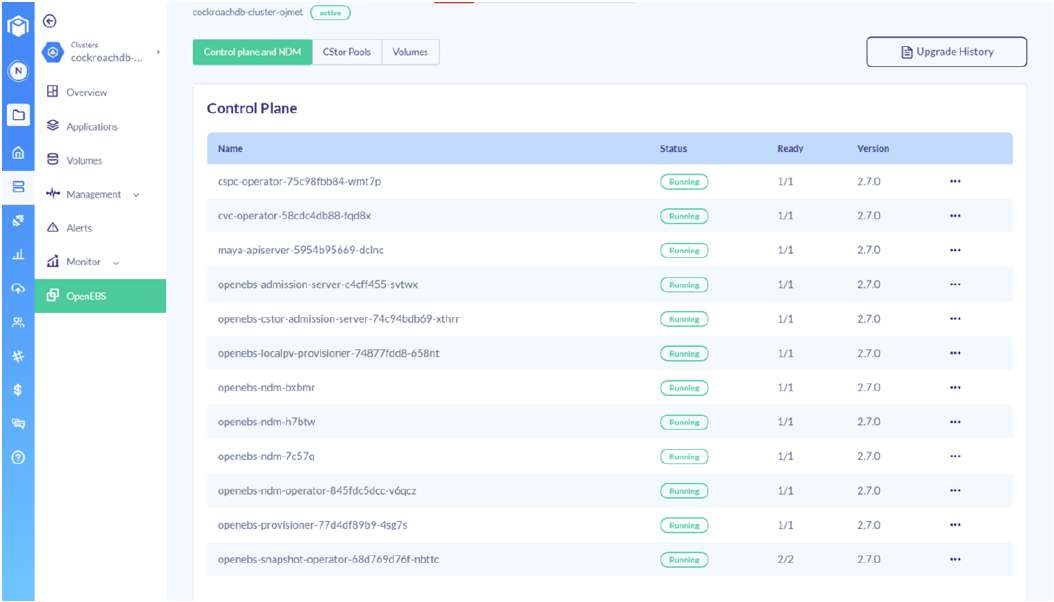 cockroachdb-cluster-ojmet active
N
Clusters
cockroachdb-...
Overview
Applications
Volumes
Management
Alerts
Monitor
OpenEBS
Control plane and NDM CStor Pools Volumes
Upgrade History
Control Plane
Name Status Ready Version
cspc-operator-75c98fbb84-wmt7p Running 1/1 2.7.0 •••
cvc-operator-58cdc4db88-fqd8x Running 1/1 2.7.0 •••
maya-apiserver-5954b95669-dclnc Running 1/1 2.7.0 •••
openebs-admission-server-c4cff455-svtwx Running 1/1 2.7.0 •••
openebs-cstor-admission-server-74c94bdb69-xthrr Running 1/1 2.7.0 •••
openebs-localpv-provisioner-74877fdd8-658nt Running 1/1 2.7.0 •••
openebs-ndm-bxbmr Running 1/1 2.7.0 •••
openebs-ndm-h7btw Running 1/1 2.7.0 •••
openebs-ndm-7c57q Running 1/1 2.7.0 •••
openebs-ndm-operator-845fdc5dcc-v6qcz Running 1/1 2.7.0 •••
openebs-provisioner-77d4df89b9-4sg7s Running 1/1 2.7.0 •••
openebs-snapshot-operator-68d769d76f-nbttc Running 2/2 2.7.0 •••